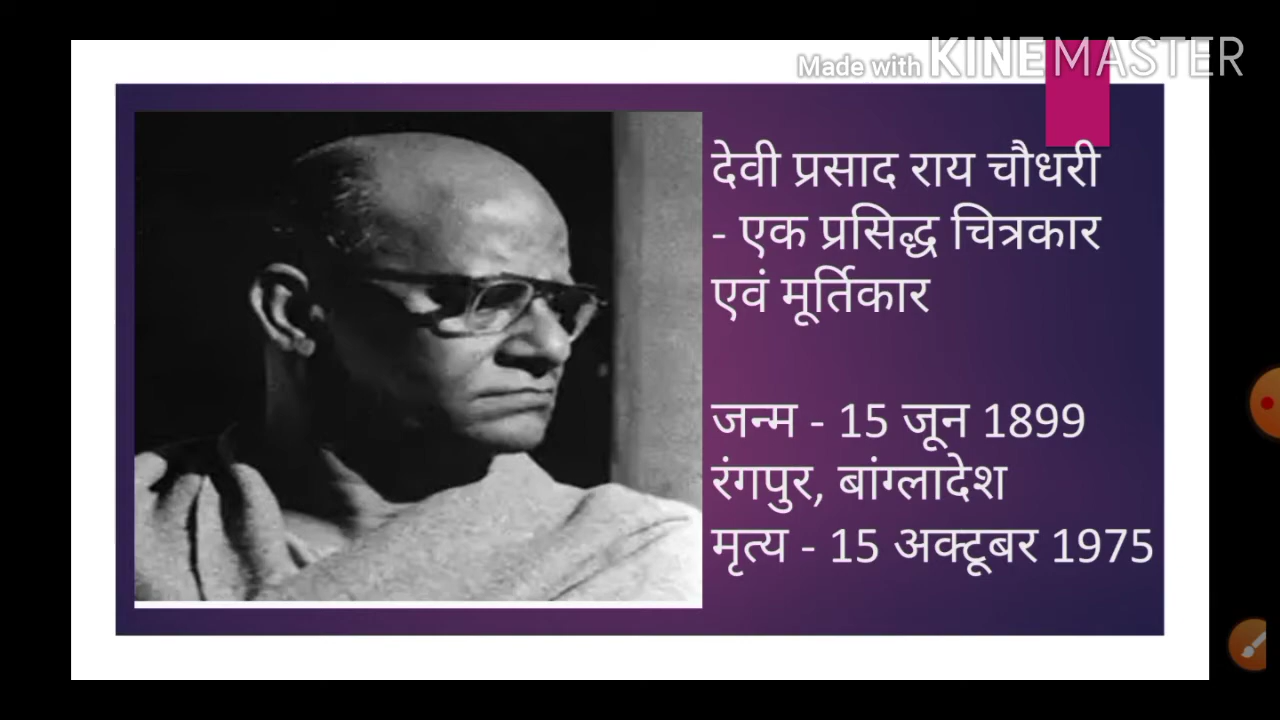 Made with KINEMASTER
देवी प्रसाद राय चौधरी
- एक प्रसिद्ध चित्रकार
एवं मूर्तिकार
जन्म - 15 जून 1899
रंगपुर, बांग्लादेश
मृत्य - 15 अक्टूबर 1975